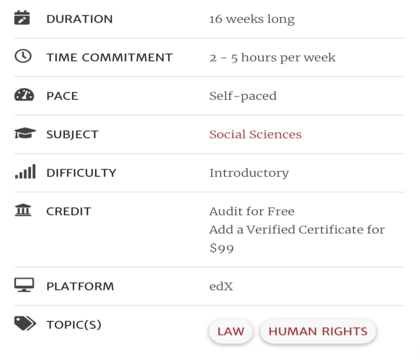 DURATION 16 weeks long
TIME COMMITMENT 2 - 5 hours per week
PACE Self-paced
SUBJECT Social Sciences
DIFFICULTY Introductory
CREDIT Audit for Free
Add a Verified Certificate for
$99
PLATFORM edX
TOPIC(S) LAW HUMAN RIGHTS